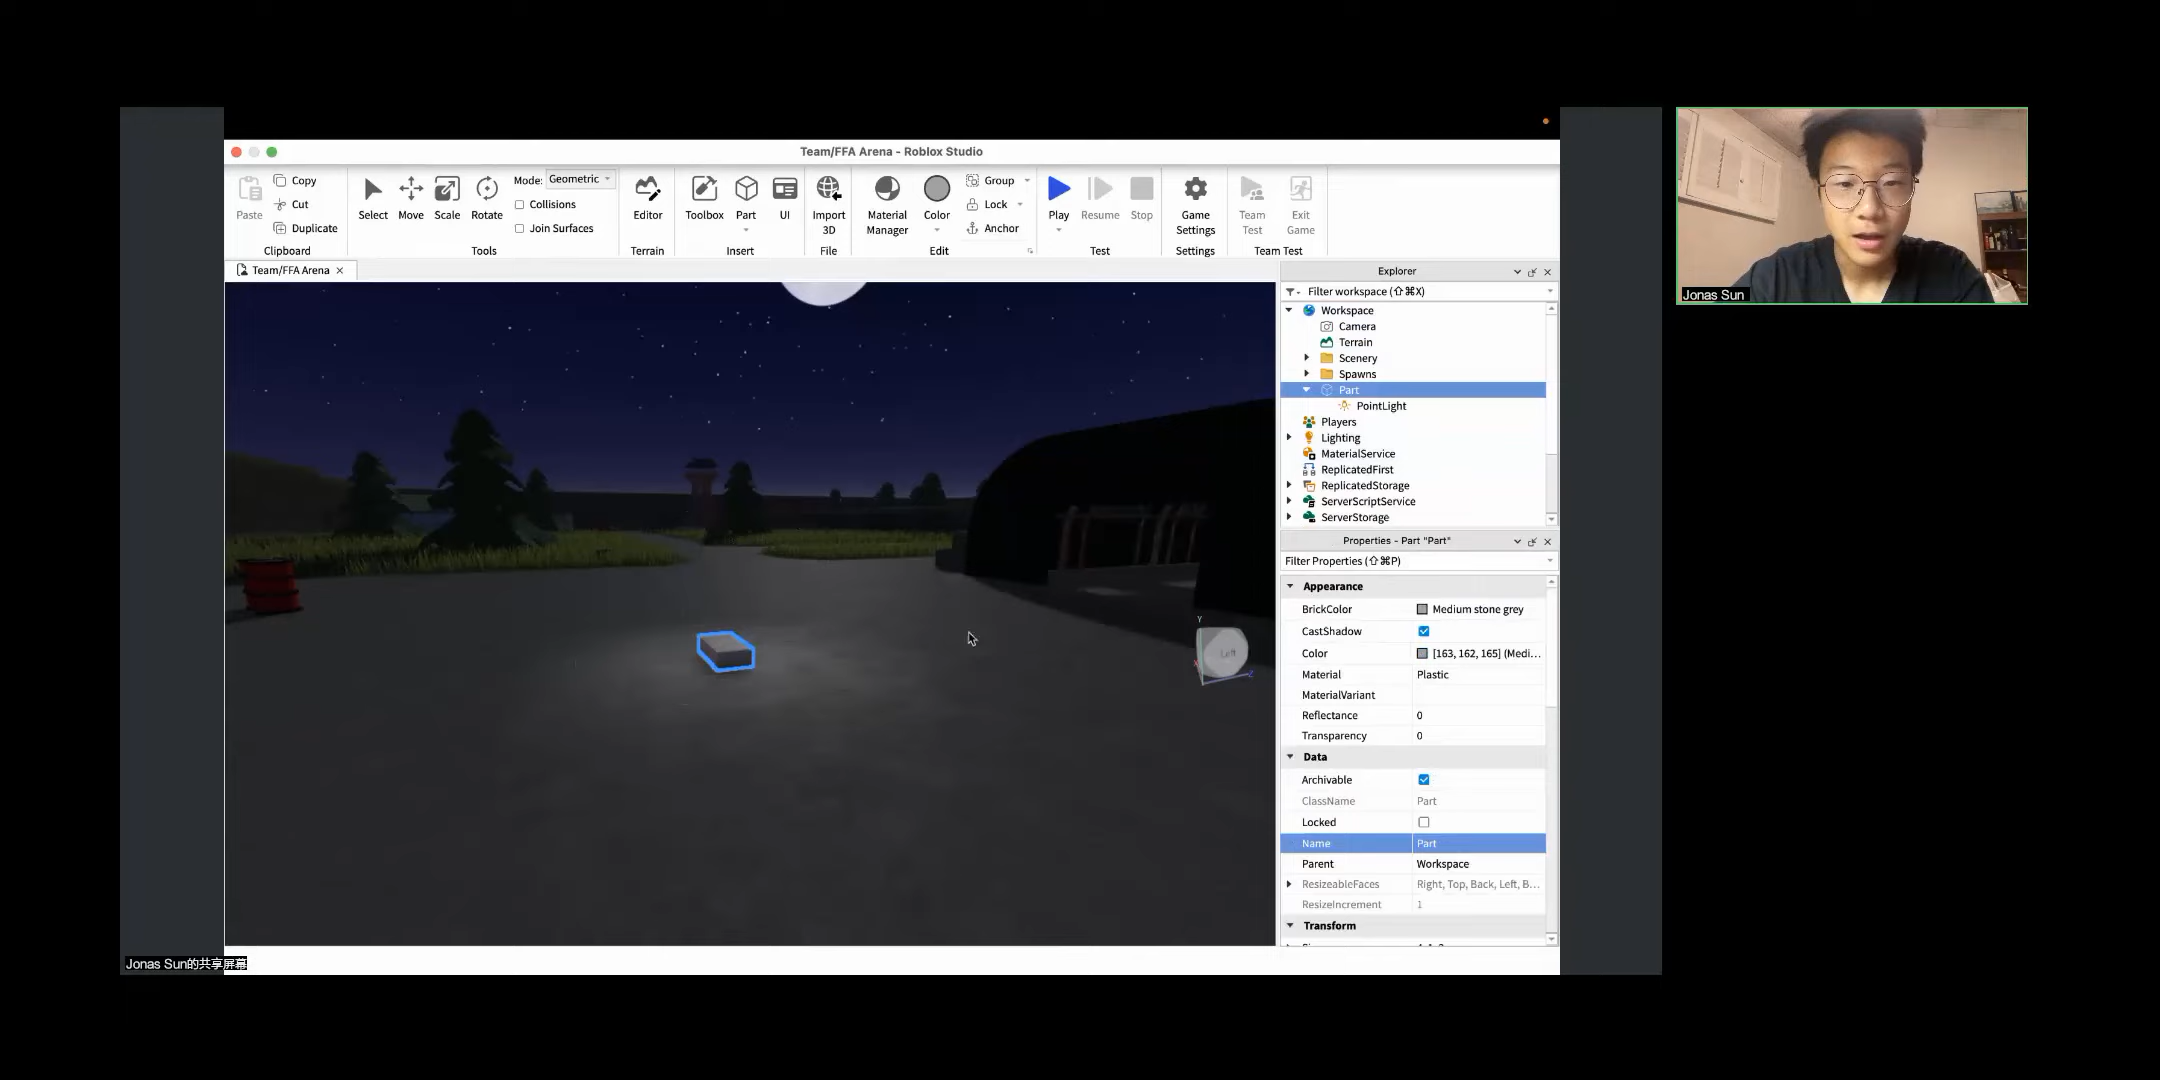 Team/FFA Arena - Roblox Studio
Paste
Copy
Cut
Duplicate
Clipboard
Select
Move
Scale
Rotate
Mode: Geometric
Collisions
Join Surfaces
Tools
Editor
Terrain
Toolbox
Part
UI
Insert
Import
3D
File
Material
Manager
Color
Group
Lock
Anchor
Edit
Play
Resume
Stop
Test
Game
Settings
Settings
Team
Test
Exit
Game
Team Test
Team/FFA Arena
Left
Y
Explorer
Filter workspace (⇧⌘X)
Workspace
Camera
Terrain
Scenery
Spawns
Part
PointLight
Players
Lighting
MaterialService
ReplicatedFirst
ReplicatedStorage
ServerScriptService
ServerStorage
Properties - Part "Part"
Filter Properties (⇧⌘P)
Appearance
BrickColor Medium stone grey
CastShadow
Color [163, 162, 165] (Medi...
Material Plastic
MaterialVariant
Reflectance 0
Transparency 0
Data
Archivable
ClassName Part
Locked
Name Part
Parent Workspace
ResizeableFaces Right, Top, Back, Left, B...
ResizeIncrement 1
Transform
Jonas Sun
Jonas Sun的共享屏幕